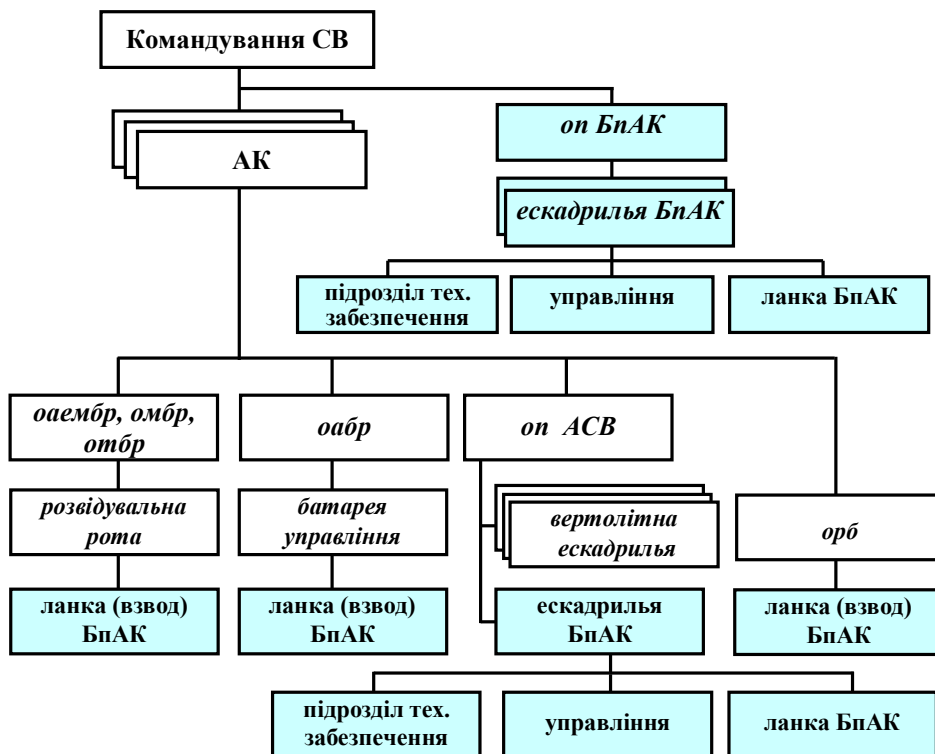 Командування СВ
оп БпАК
АК
ескадрилья БпАК
підрозділ тех.
забезпечення
управління
ланка БпАК
оаембр, омбр,
отбр
оабр
оп АСВ
розвідувальна
рота
батарея
управління
вертолітна
ескадрилья
орб
ланка (взвод)
БпАК
ланка (взвод)
БпАК
ескадрилья
БпАК
ланка (взвод)
БпАК
підрозділ тех.
забезпечення
управління
ланка БпАК